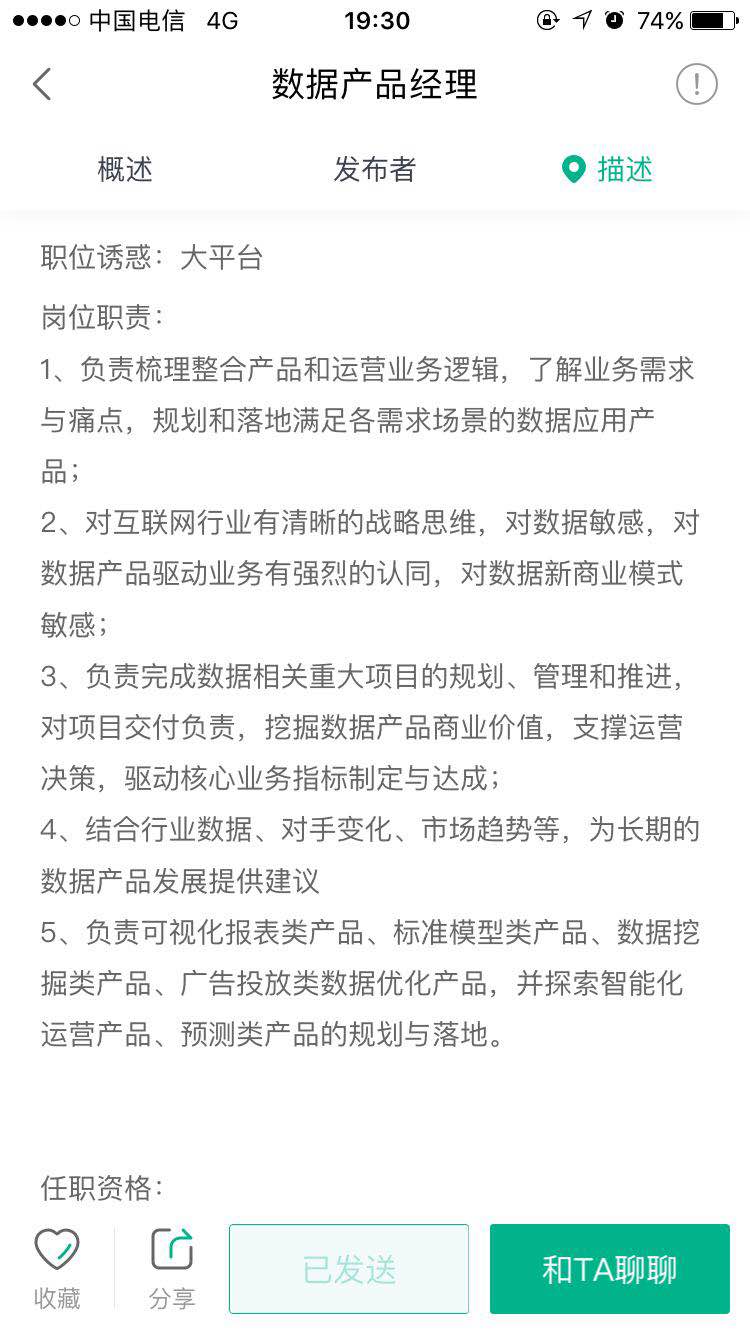 中国电信 4G 19:30 74%
数据产品经理
概述 发布者 描述
职位诱惑：大平台
岗位职责：
1、负责梳理整合产品和运营业务逻辑，了解业务需求
与痛点，规划和落地满足各需求场景的数据应用产
品；
2、对互联网行业有清晰的战略思维，对数据敏感，对
数据产品驱动业务有强烈的认同，对数据新商业模式
敏感；
3、负责完成数据相关重大项目的规划、管理和推进，
对项目交付负责，挖掘数据产品商业价值，支撑运营
决策，驱动核心业务指标制定与达成；
4、结合行业数据、对手变化、市场趋势等，为长期的
数据产品发展提供建议
5、负责可视化报表类产品、标准模型类产品、数据挖
掘类产品、广告投放类数据优化产品，并探索智能化
运营产品、预测类产品的规划与落地。
任职资格：
收藏 分享 已发送 和TA聊聊